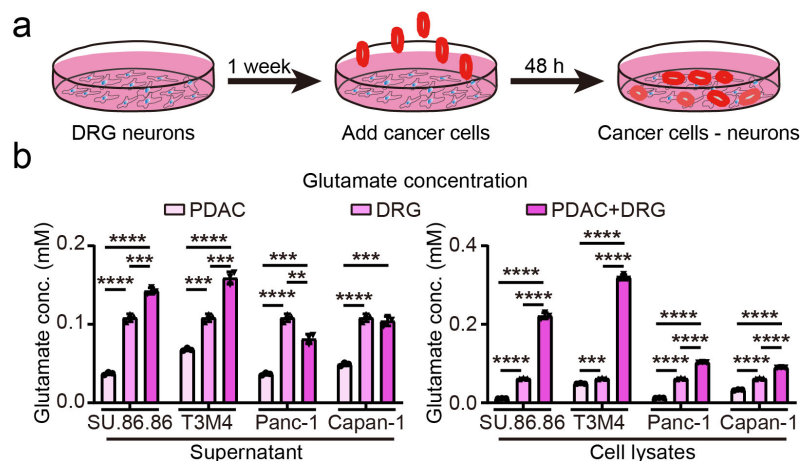 a
1 week
48 h
DRG neurons
Add cancer cells
Cancer cells - neurons
b
Glutamate concentration
PDAC DRG PDAC+DRG
Glutamate conc. (mM)
0.2
0.1
0.0
**** *** ****
**** *** ***
*** ** ****
*** ****
SU.86.86 T3M4 Panc-1 Capan-1
Supernatant
Glutamate conc. (mM)
0.4
0.2
0.0
**** **** ****
**** **** ***
**** **** ****
**** **** ****
SU.86.86 T3M4 Panc-1 Capan-1
Cell lysates